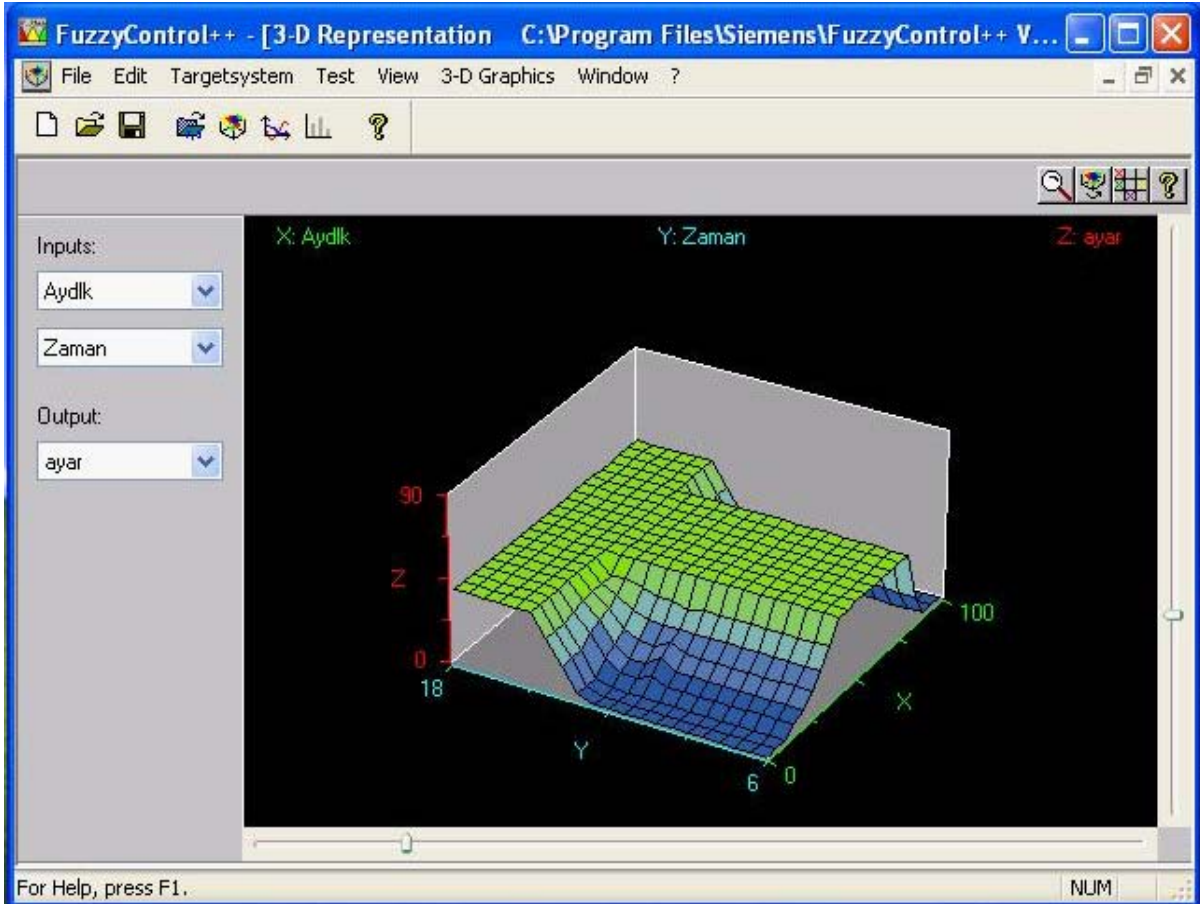 FuzzyControl++ - [3-D Representation C:\Program Files\Siemens\FuzzyControl++ V...
File Edit Targetsystem Test View 3-D Graphics Window ?
Inputs:
Aydlk
Zaman
Output:
ayar
X: Aydlk Y: Zaman Z: ayar
90
Z
0
18
Y
6
0
X
100
For Help, press F1. NUM